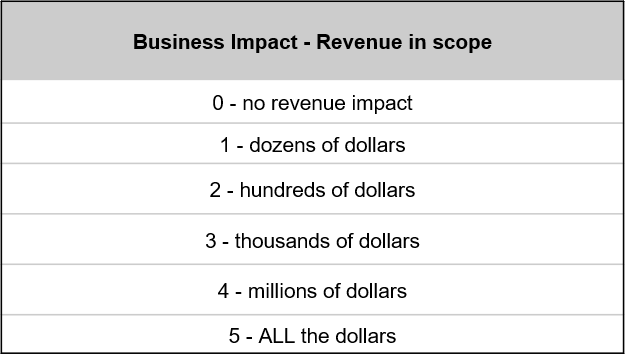 Business Impact - Revenue in scope
0 - no revenue impact
1 - dozens of dollars
2 - hundreds of dollars
3 - thousands of dollars
4 - millions of dollars
5 - ALL the dollars